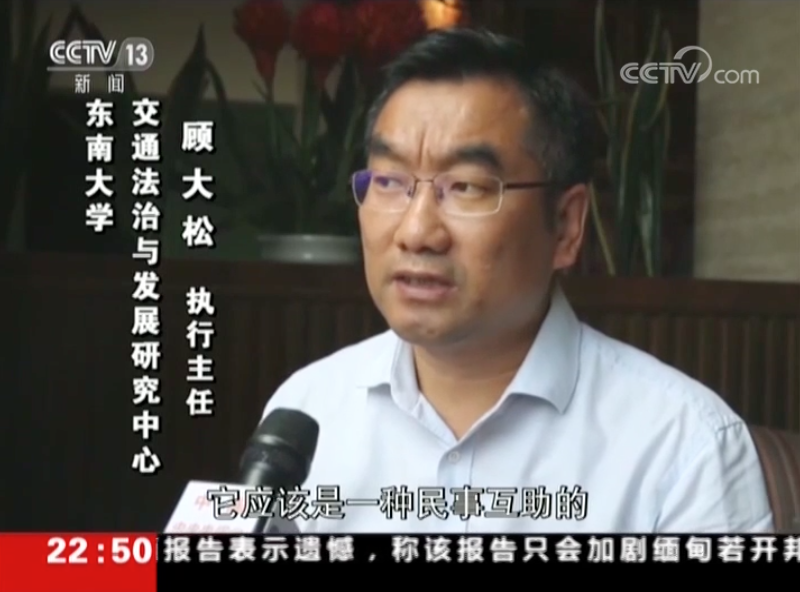 CCTV 13
新闻
CCTV.com
东南大学
交通法治与发展研究中心
顾大松 执行主任
它应该是一种民事互助的
22:50
报告表示遗憾，称该报告只会加剧缅甸若开邦